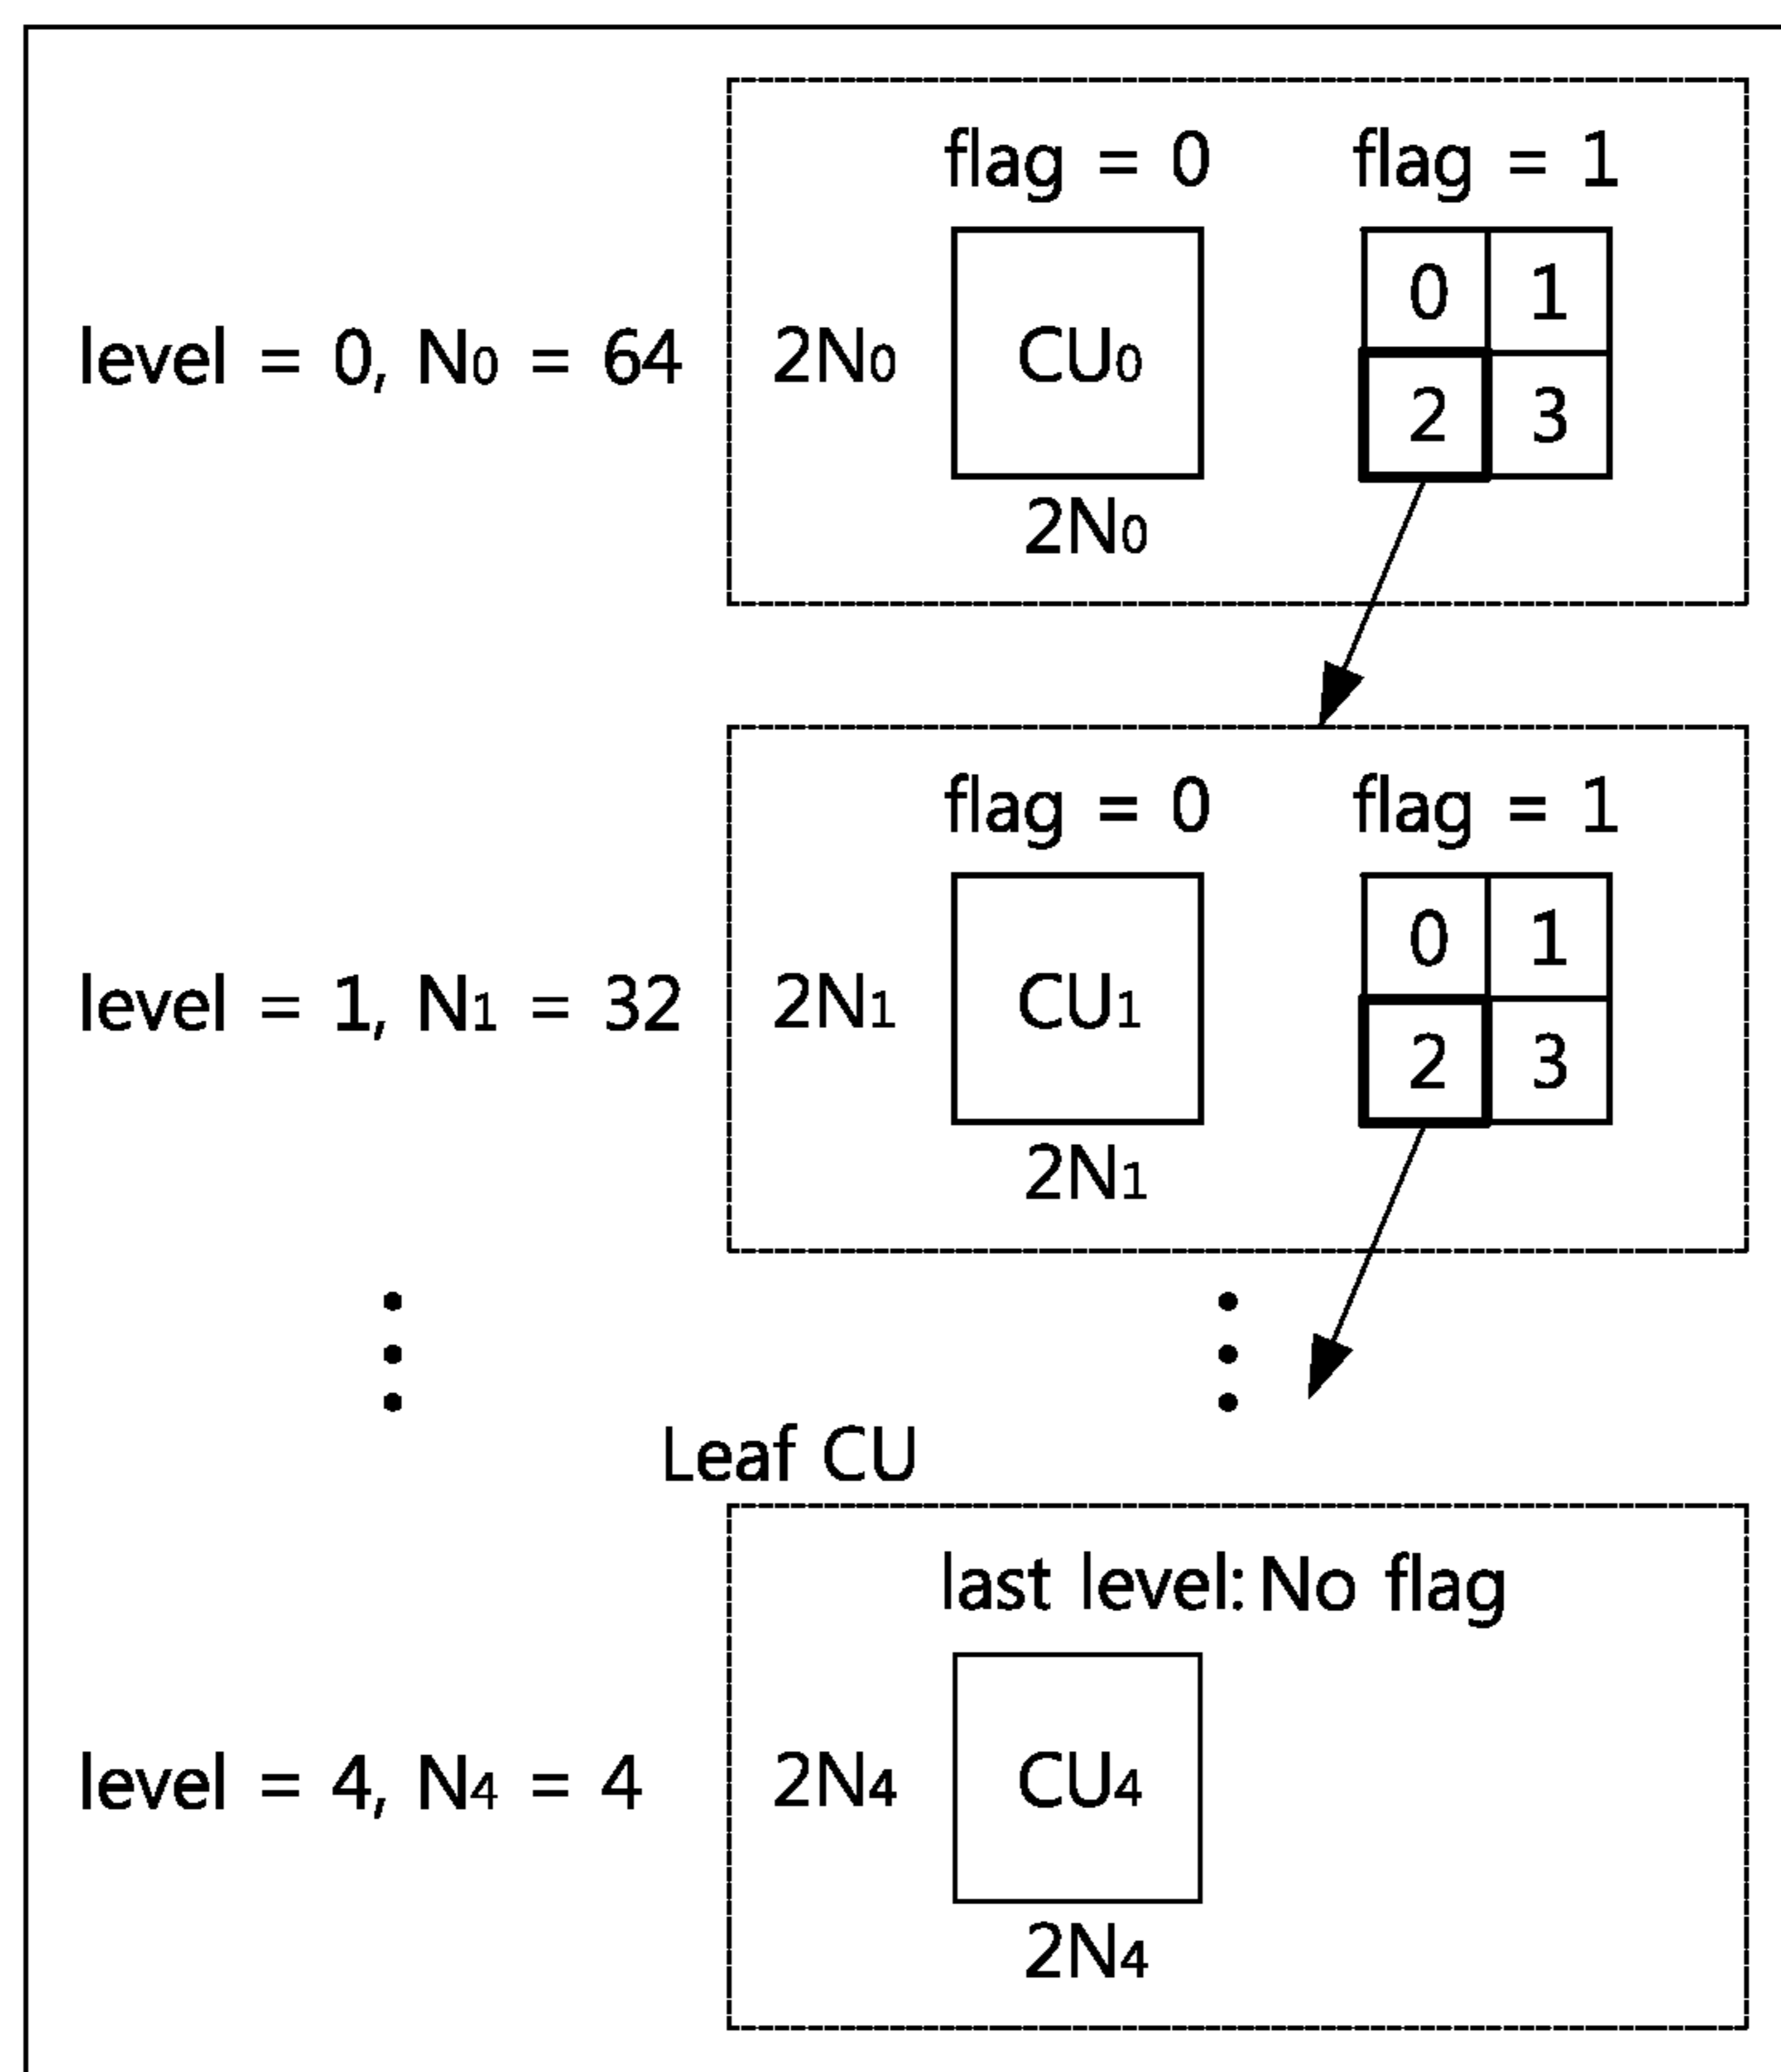 flag = 0 flag = 1
0 1
level = 0, N0 = 64 2N0 CU0
2 3
2N0
flag = 0 flag = 1
0 1
level = 1, N1 = 32 2N1 CU1
2 3
2N1
Leaf CU
last level: No flag
level = 4, N4 = 4 2N4 CU4
2N4